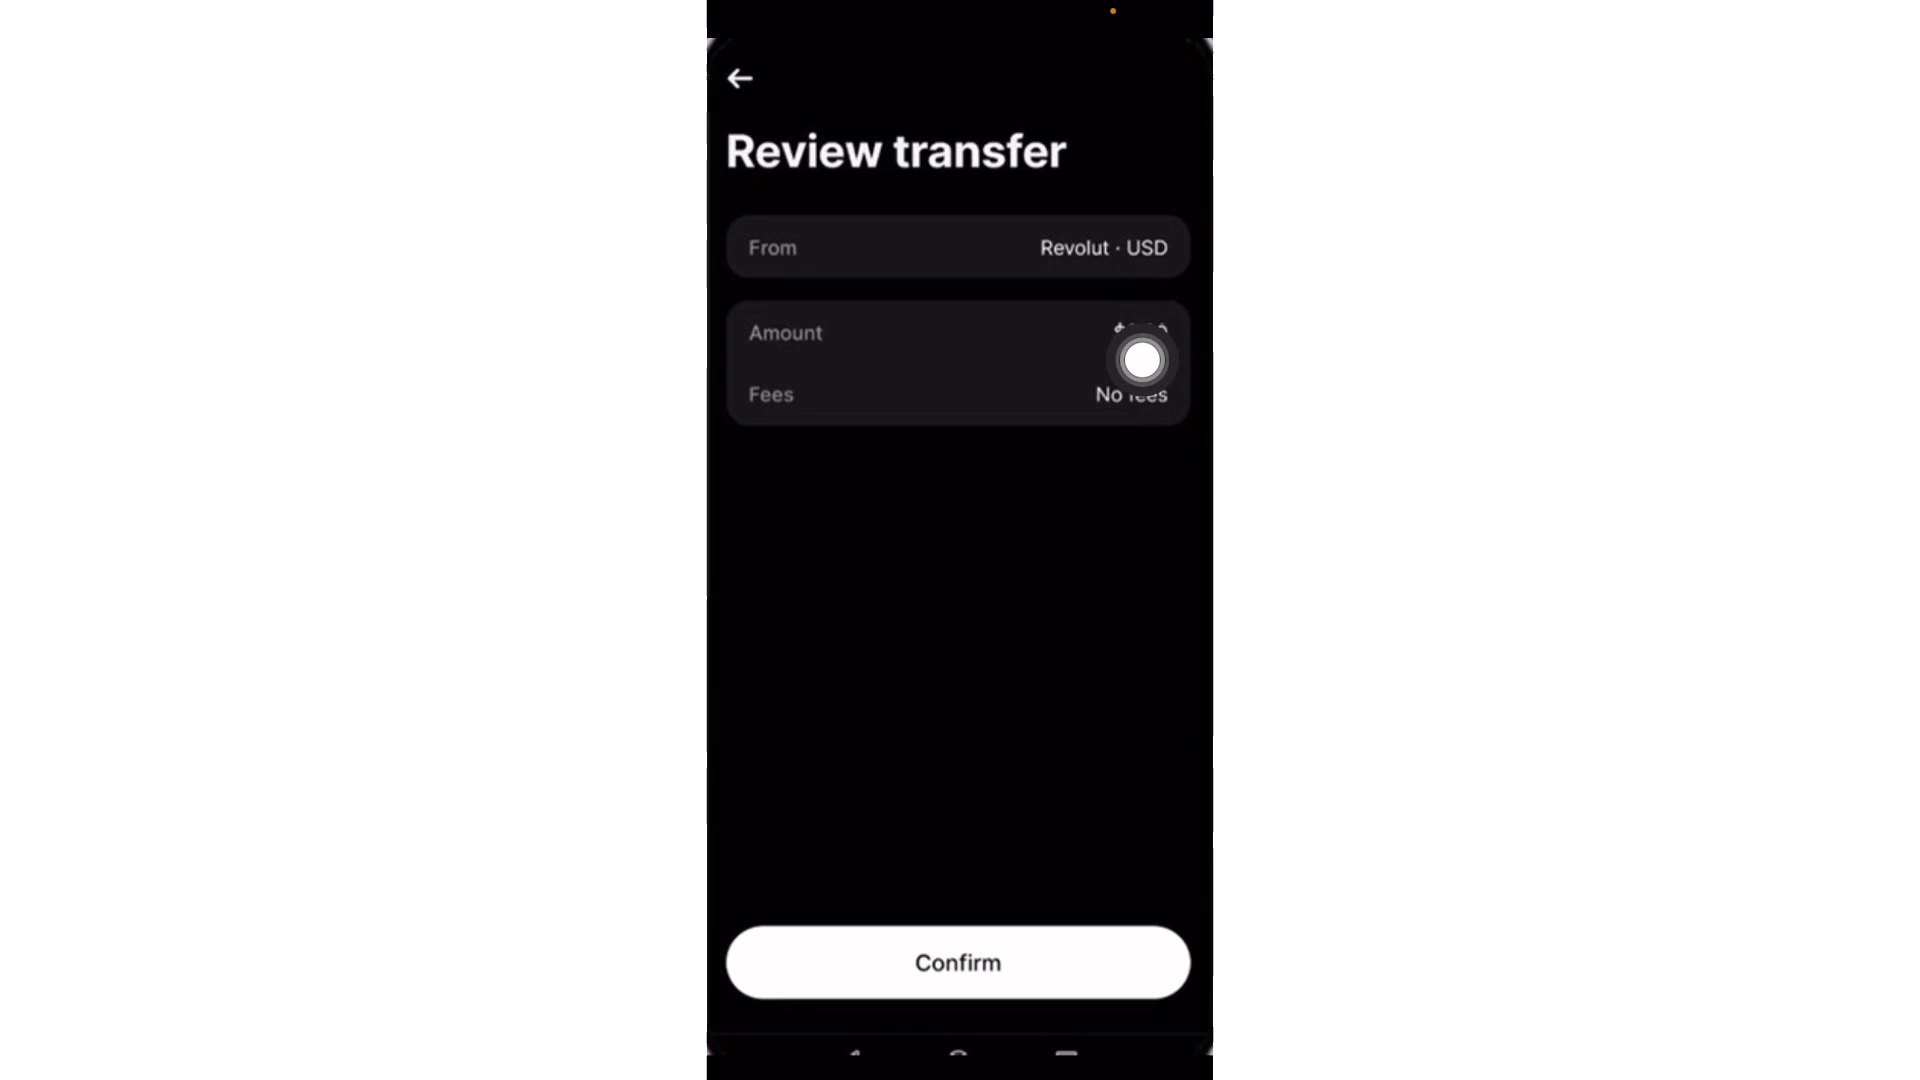 Review transfer
From Revolut · USD
Amount
Fees No fees
Confirm